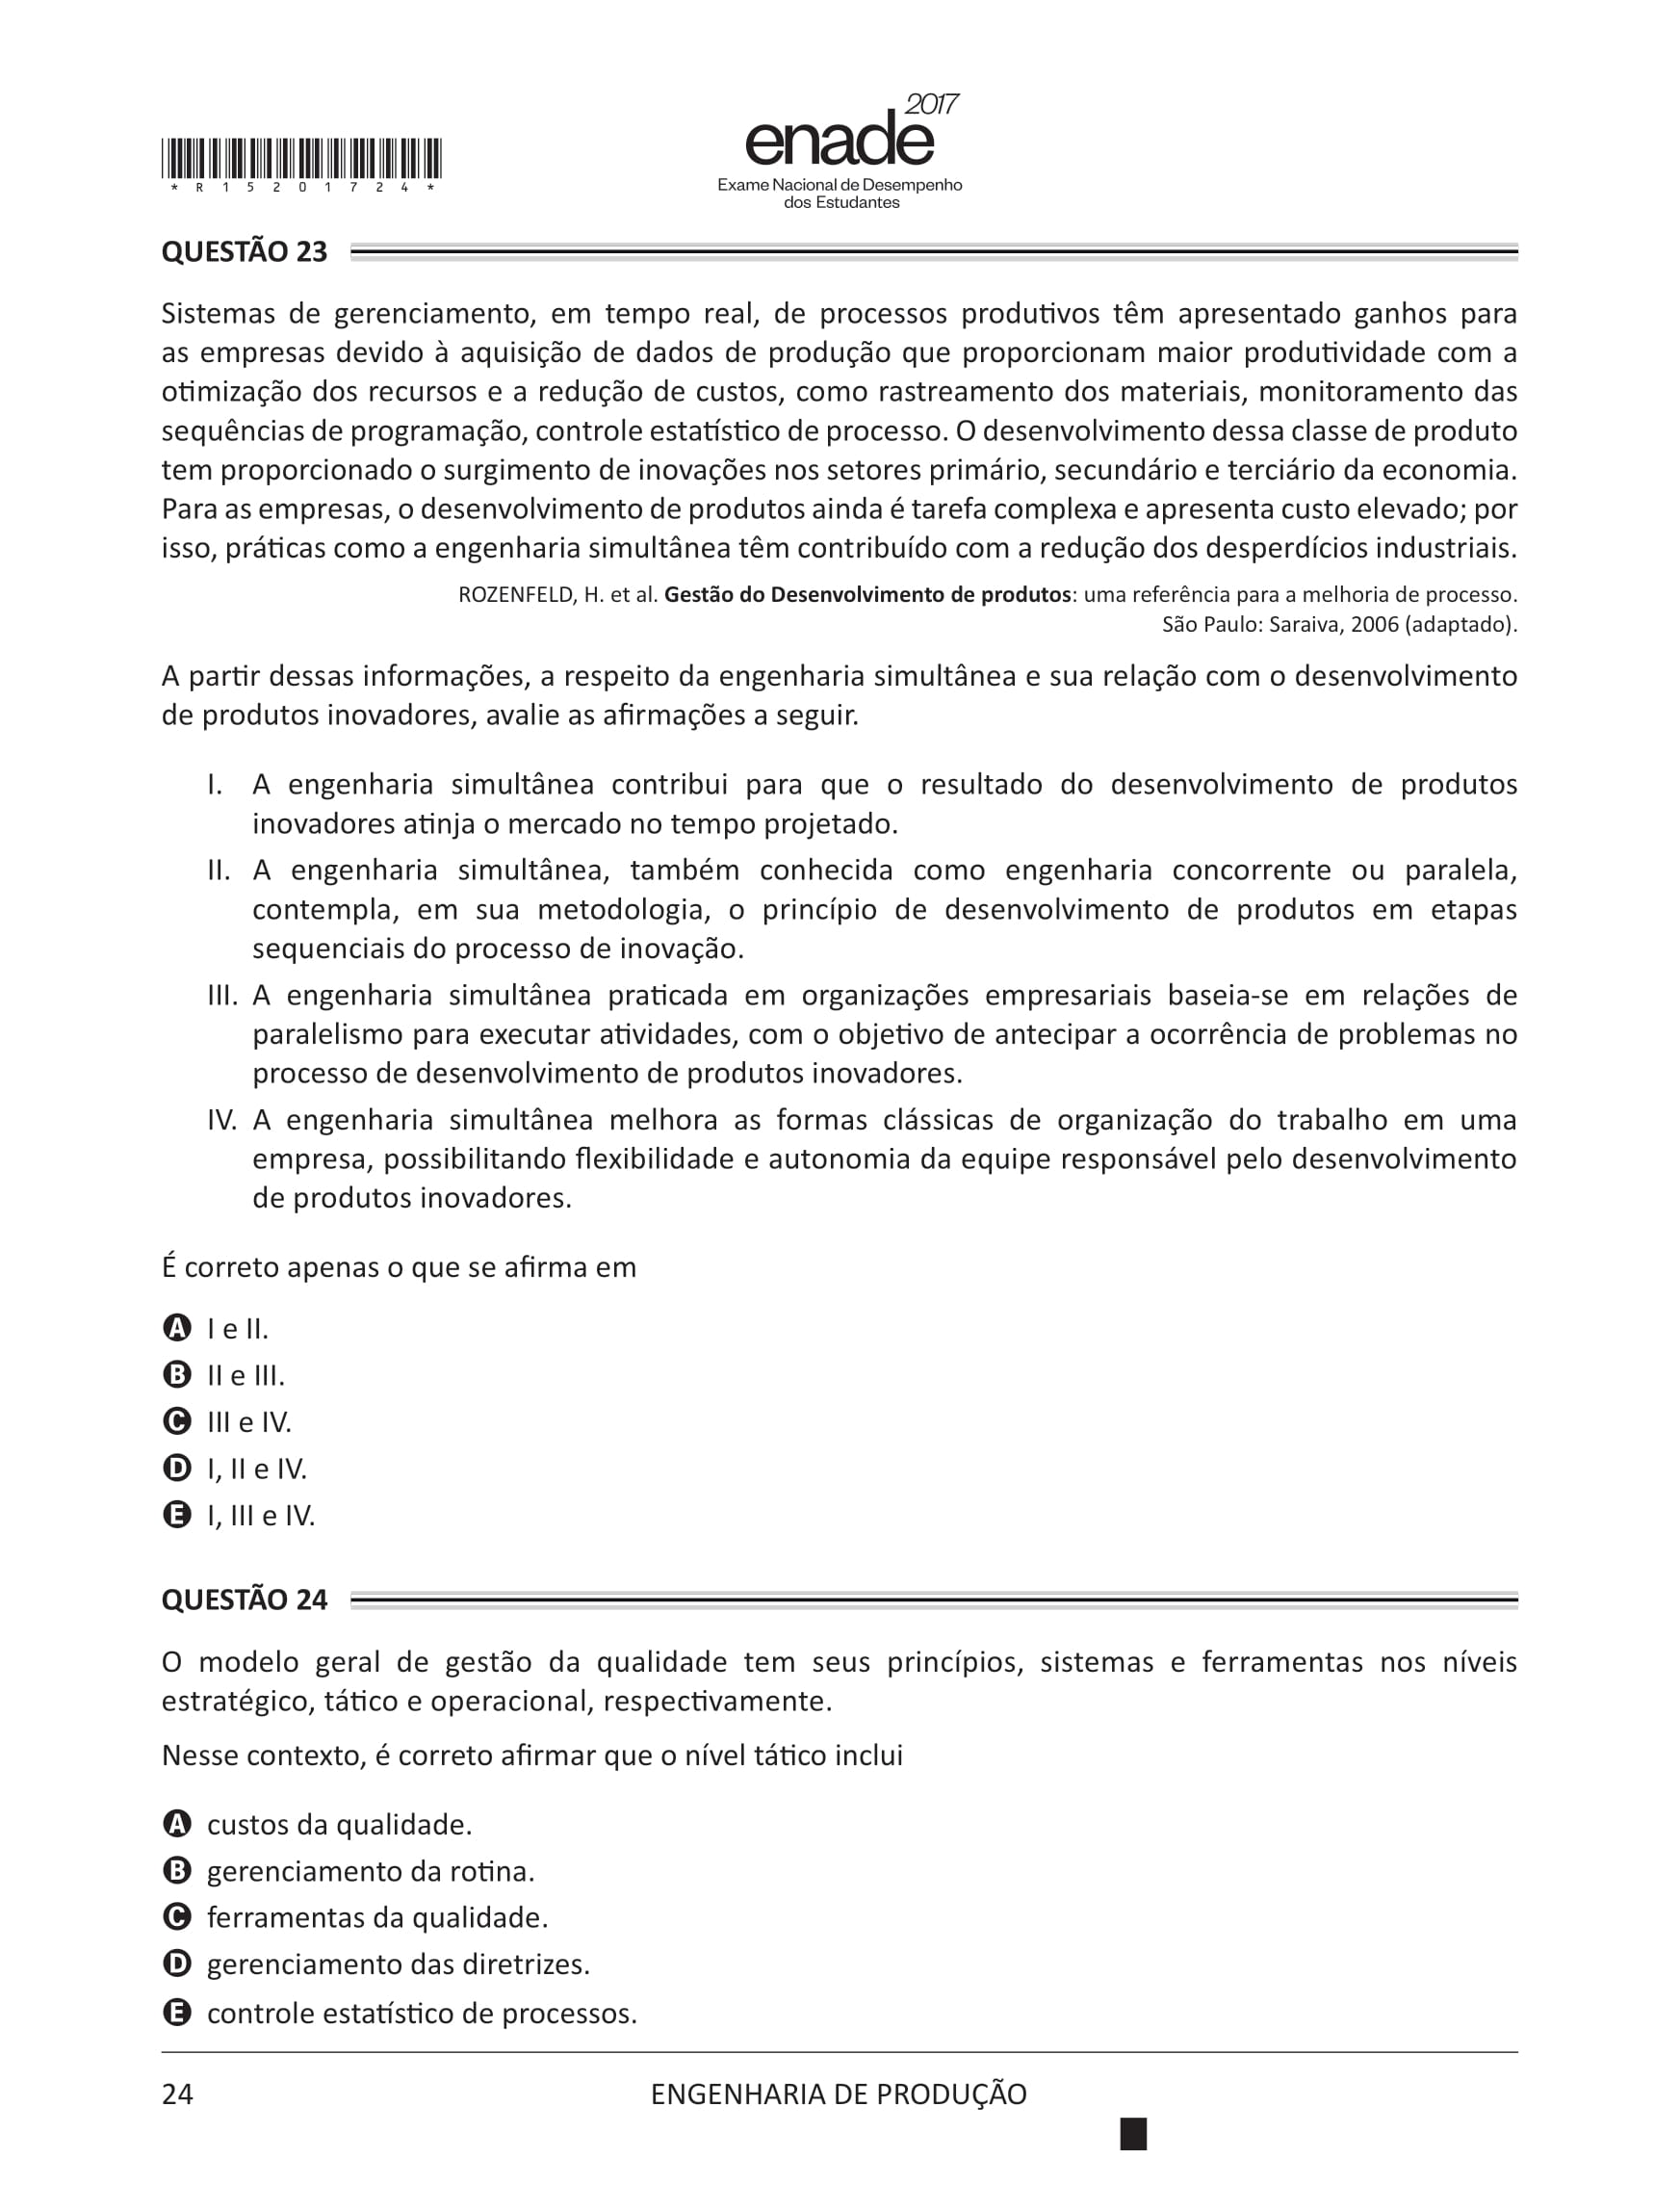 * R 1 5 2 0 1 7 2 4 *
2017
enade
Exame Nacional de Desempenho
dos Estudantes
QUESTÃO 23
Sistemas de gerenciamento, em tempo real, de processos produtivos têm apresentado ganhos para
as empresas devido à aquisição de dados de produção que proporcionam maior produtividade com a
otimização dos recursos e a redução de custos, como rastreamento dos materiais, monitoramento das
sequências de programação, controle estatístico de processo. O desenvolvimento dessa classe de produto
tem proporcionado o surgimento de inovações nos setores primário, secundário e terciário da economia.
Para as empresas, o desenvolvimento de produtos ainda é tarefa complexa e apresenta custo elevado; por
isso, práticas como a engenharia simultânea têm contribuído com a redução dos desperdícios industriais.
ROZENFELD, H. et al. Gestão do Desenvolvimento de produtos: uma referência para a melhoria de processo.
São Paulo: Saraiva, 2006 (adaptado).
A partir dessas informações, a respeito da engenharia simultânea e sua relação com o desenvolvimento
de produtos inovadores, avalie as afirmações a seguir.
I. A engenharia simultânea contribui para que o resultado do desenvolvimento de produtos
inovadores atinja o mercado no tempo projetado.
II. A engenharia simultânea, também conhecida como engenharia concorrente ou paralela,
contempla, em sua metodologia, o princípio de desenvolvimento de produtos em etapas
sequenciais do processo de inovação.
III. A engenharia simultânea praticada em organizações empresariais baseia-se em relações de
paralelismo para executar atividades, com o objetivo de antecipar a ocorrência de problemas no
processo de desenvolvimento de produtos inovadores.
IV. A engenharia simultânea melhora as formas clássicas de organização do trabalho em uma
empresa, possibilitando flexibilidade e autonomia da equipe responsável pelo desenvolvimento
de produtos inovadores.
É correto apenas o que se afirma em
A I e II.
B II e III.
C III e IV.
D I, II e IV.
E I, III e IV.
QUESTÃO 24
O modelo geral de gestão da qualidade tem seus princípios, sistemas e ferramentas nos níveis
estratégico, tático e operacional, respectivamente.
Nesse contexto, é correto afirmar que o nível tático inclui
A custos da qualidade.
B gerenciamento da rotina.
C ferramentas da qualidade.
D gerenciamento das diretrizes.
E controle estatístico de processos.
24
ENGENHARIA DE PRODUÇÃO